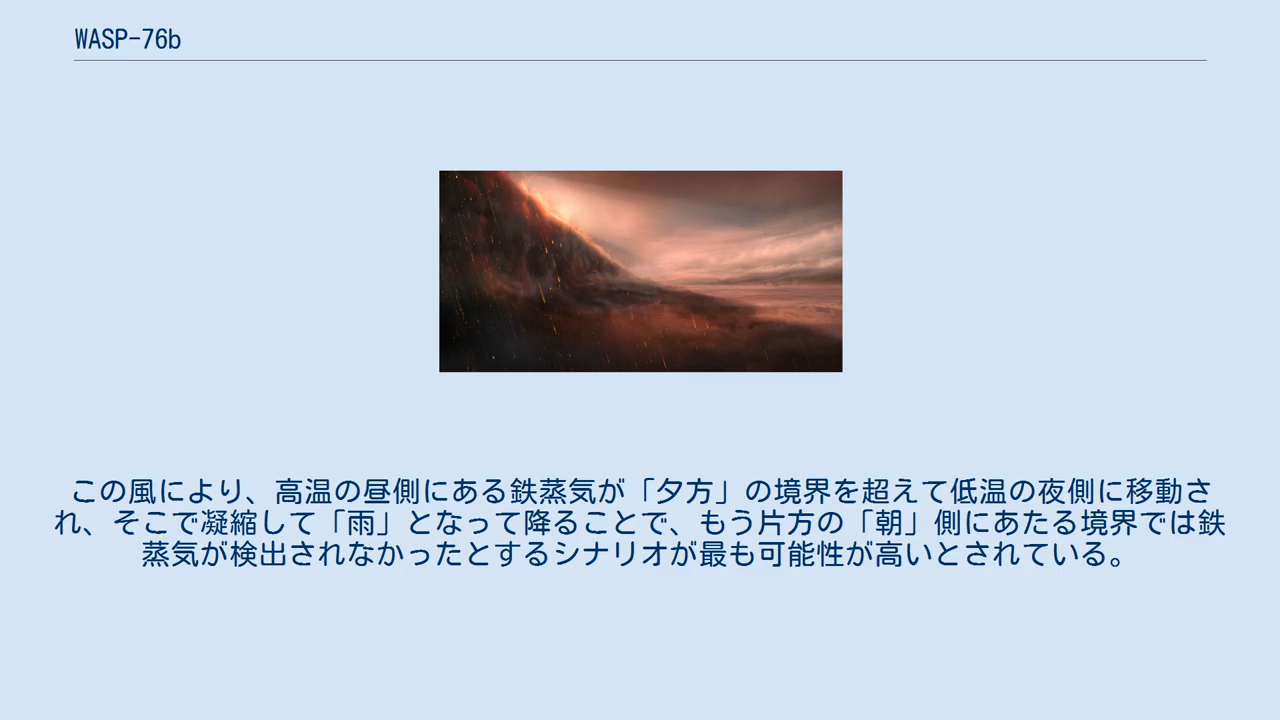 WASP-76b
この風により、高温の昼側にある鉄蒸気が「夕方」の境界を超えて低温の夜側に移動さ
れ、そこで凝縮して「雨」となって降ることで、もう片方の「朝」側にあたる境界では鉄
蒸気が検出されなかったとするシナリオが最も可能性が高いとされている。